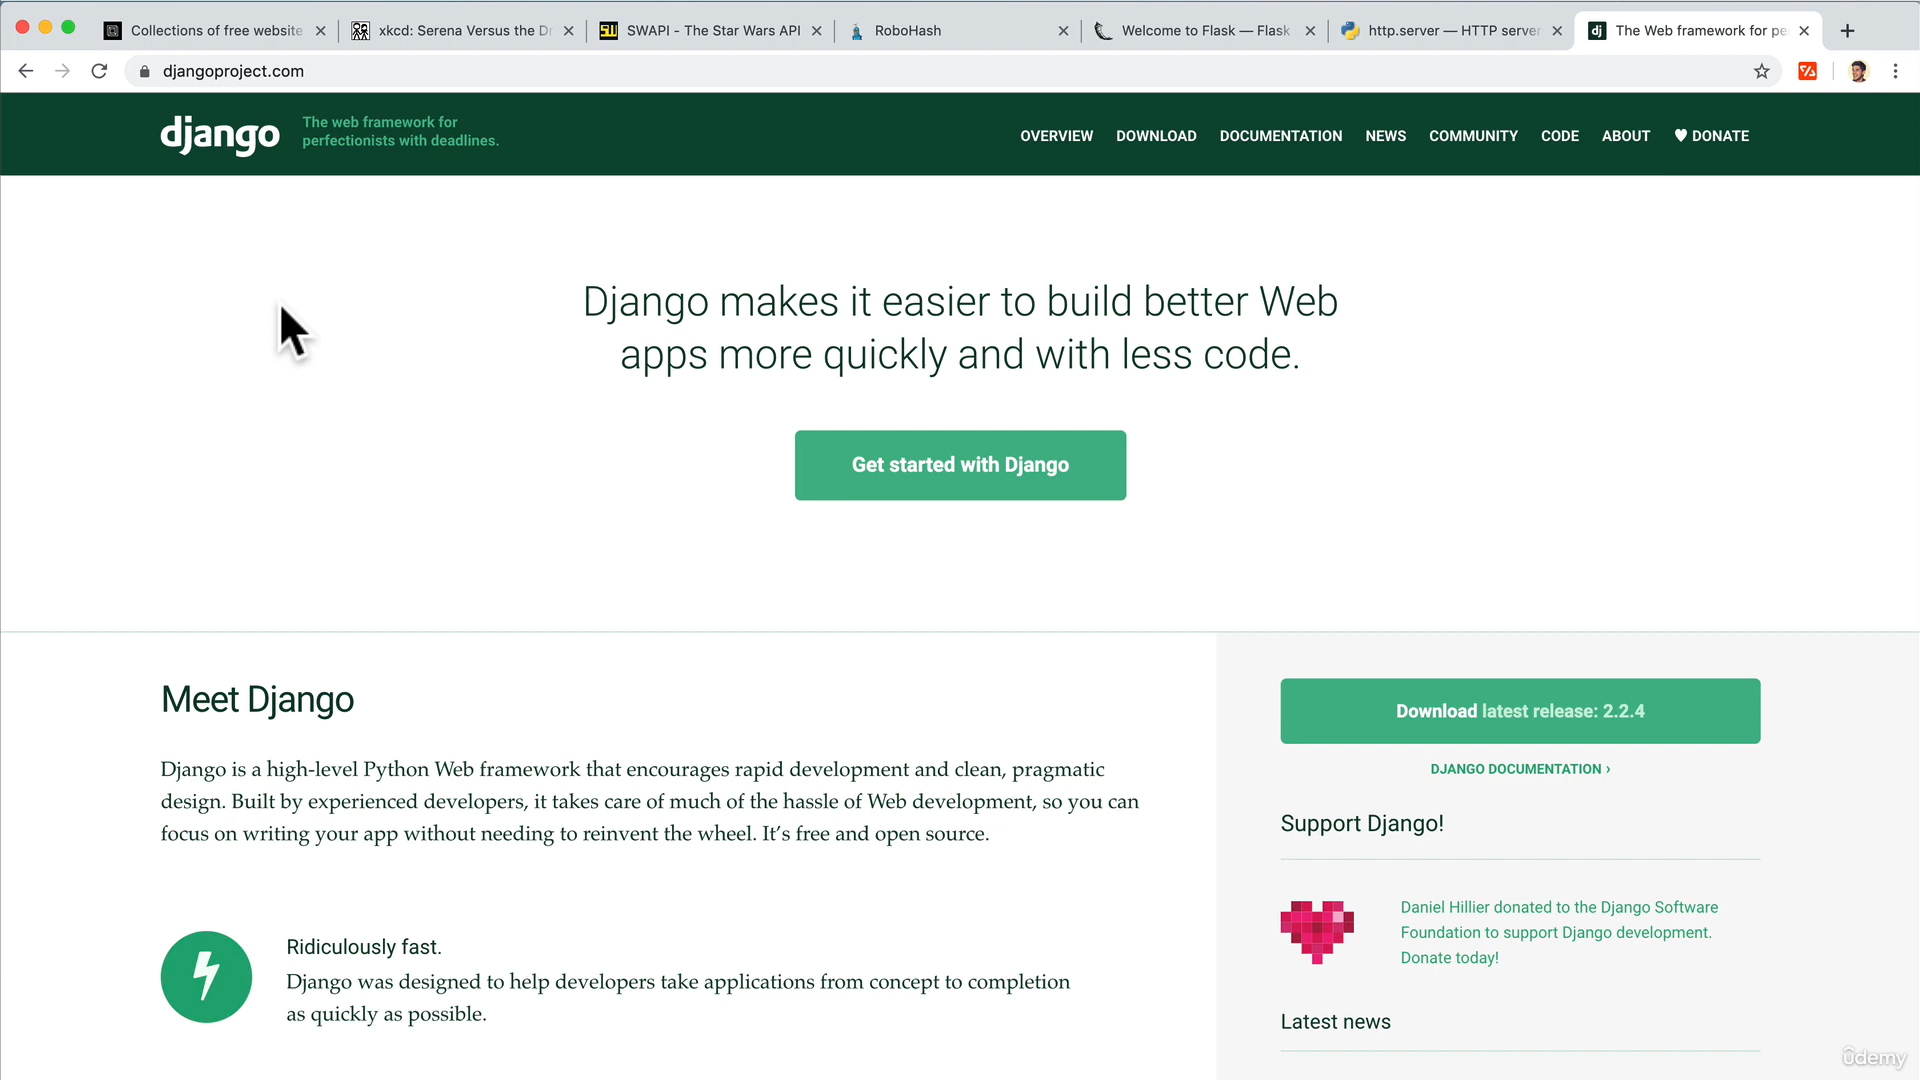 Collections of free website
xkcd: Serena Versus the Dr
SWAPI - The Star Wars API
RoboHash
Welcome to Flask — Flask
http.server — HTTP server
The Web framework for pe
djangoproject.com
django
The web framework for
perfectionists with deadlines.
OVERVIEW DOWNLOAD DOCUMENTATION NEWS COMMUNITY CODE ABOUT DONATE
Django makes it easier to build better Web
apps more quickly and with less code.
Get started with Django
Meet Django
Django is a high-level Python Web framework that encourages rapid development and clean, pragmatic
design. Built by experienced developers, it takes care of much of the hassle of Web development, so you can
focus on writing your app without needing to reinvent the wheel. It’s free and open source.
Ridiculously fast.
Django was designed to help developers take applications from concept to completion
as quickly as possible.
Download latest release: 2.2.4
DJANGO DOCUMENTATION ›
Support Django!
Daniel Hillier donated to the Django Software
Foundation to support Django development.
Donate today!
Latest news
ûdemy